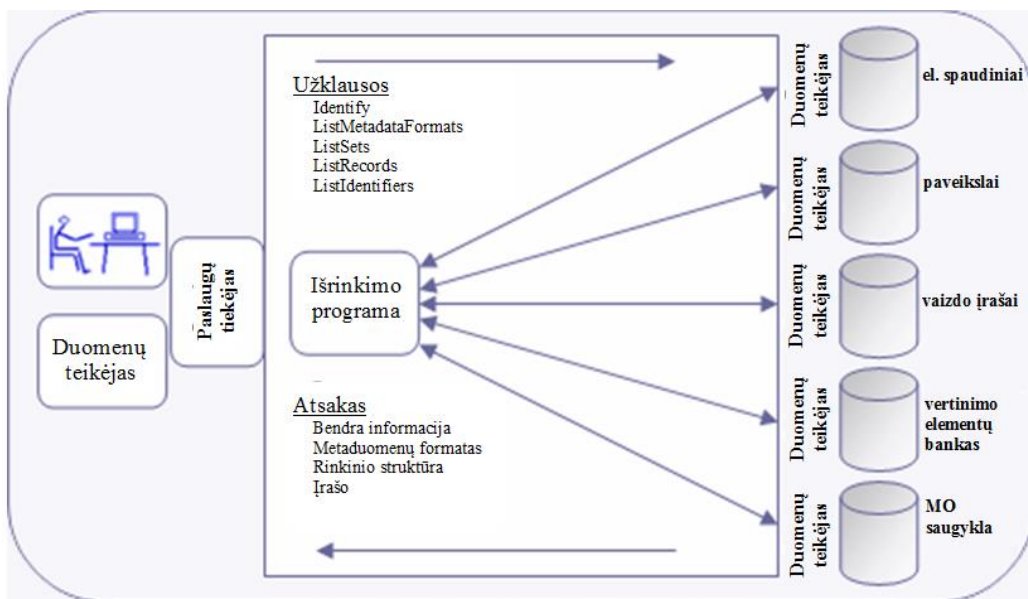 Užklausos
Identify
ListMetadataFormats
ListSets
ListRecords
ListIdentifiers
Duomenų
teikėjas
Paslaugų
tiekėjas
Išrinkimo
programa
Atsakas
Bendra informacija
Metaduomenų formatas
Rinkinio struktūra
Įrašo
Duomenų
teikėjas
el. spaudiniai
Duomenų
teikėjas
paveikslai
Duomenų
teikėjas
vaizdo įrašai
Duomenų
teikėjas
vertinimo
elementų
bankas
Duomenų
teikėjas
MO
saugykla